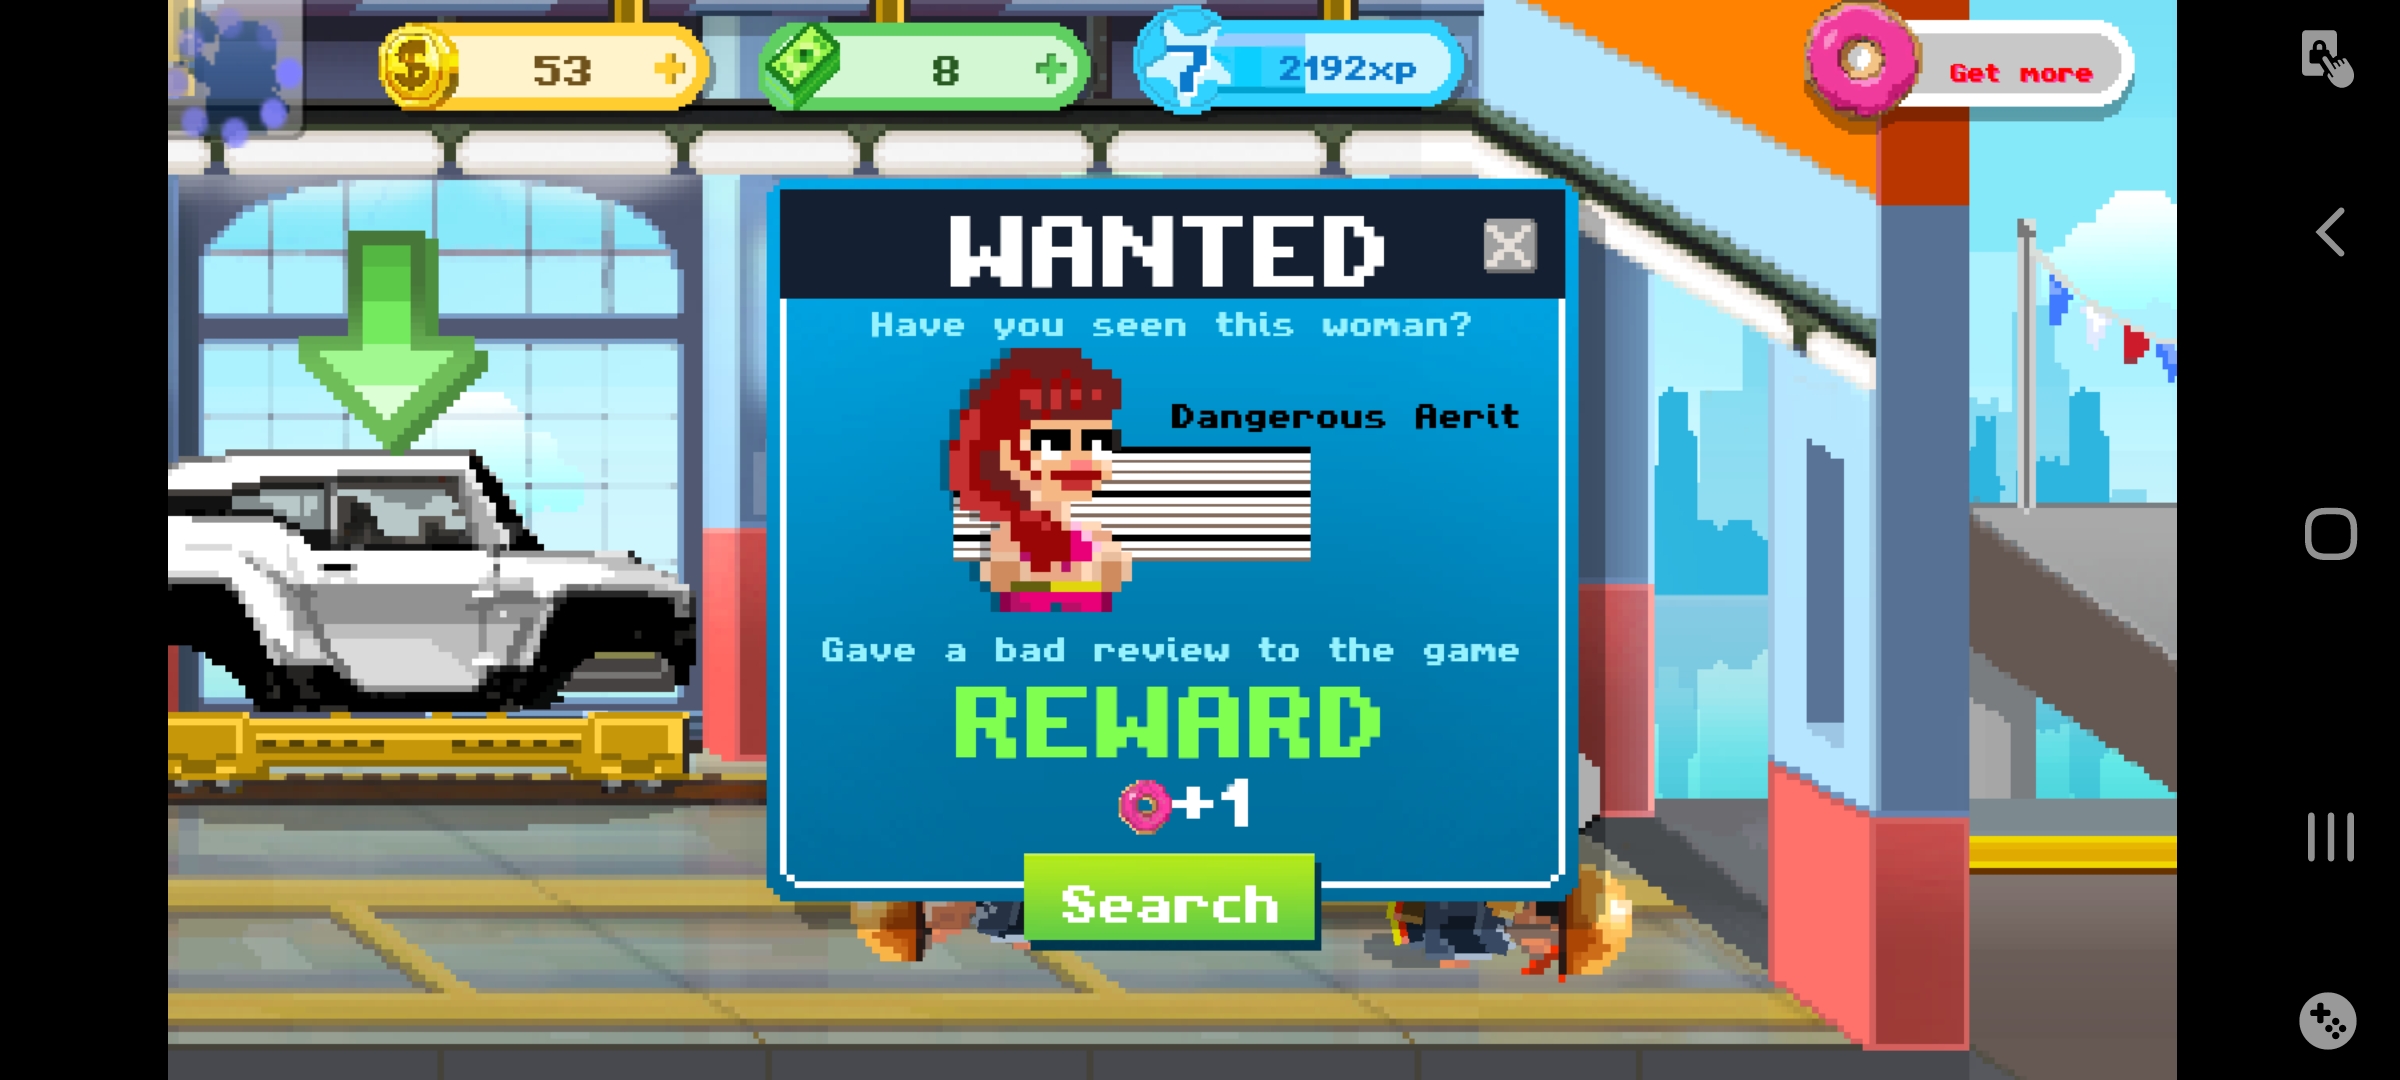 53
8
7
2192xp
Get more
WANTED
Have you seen this woman?
Dangerous Aerit
Gave a bad review to the game
REWARD
+1
Search